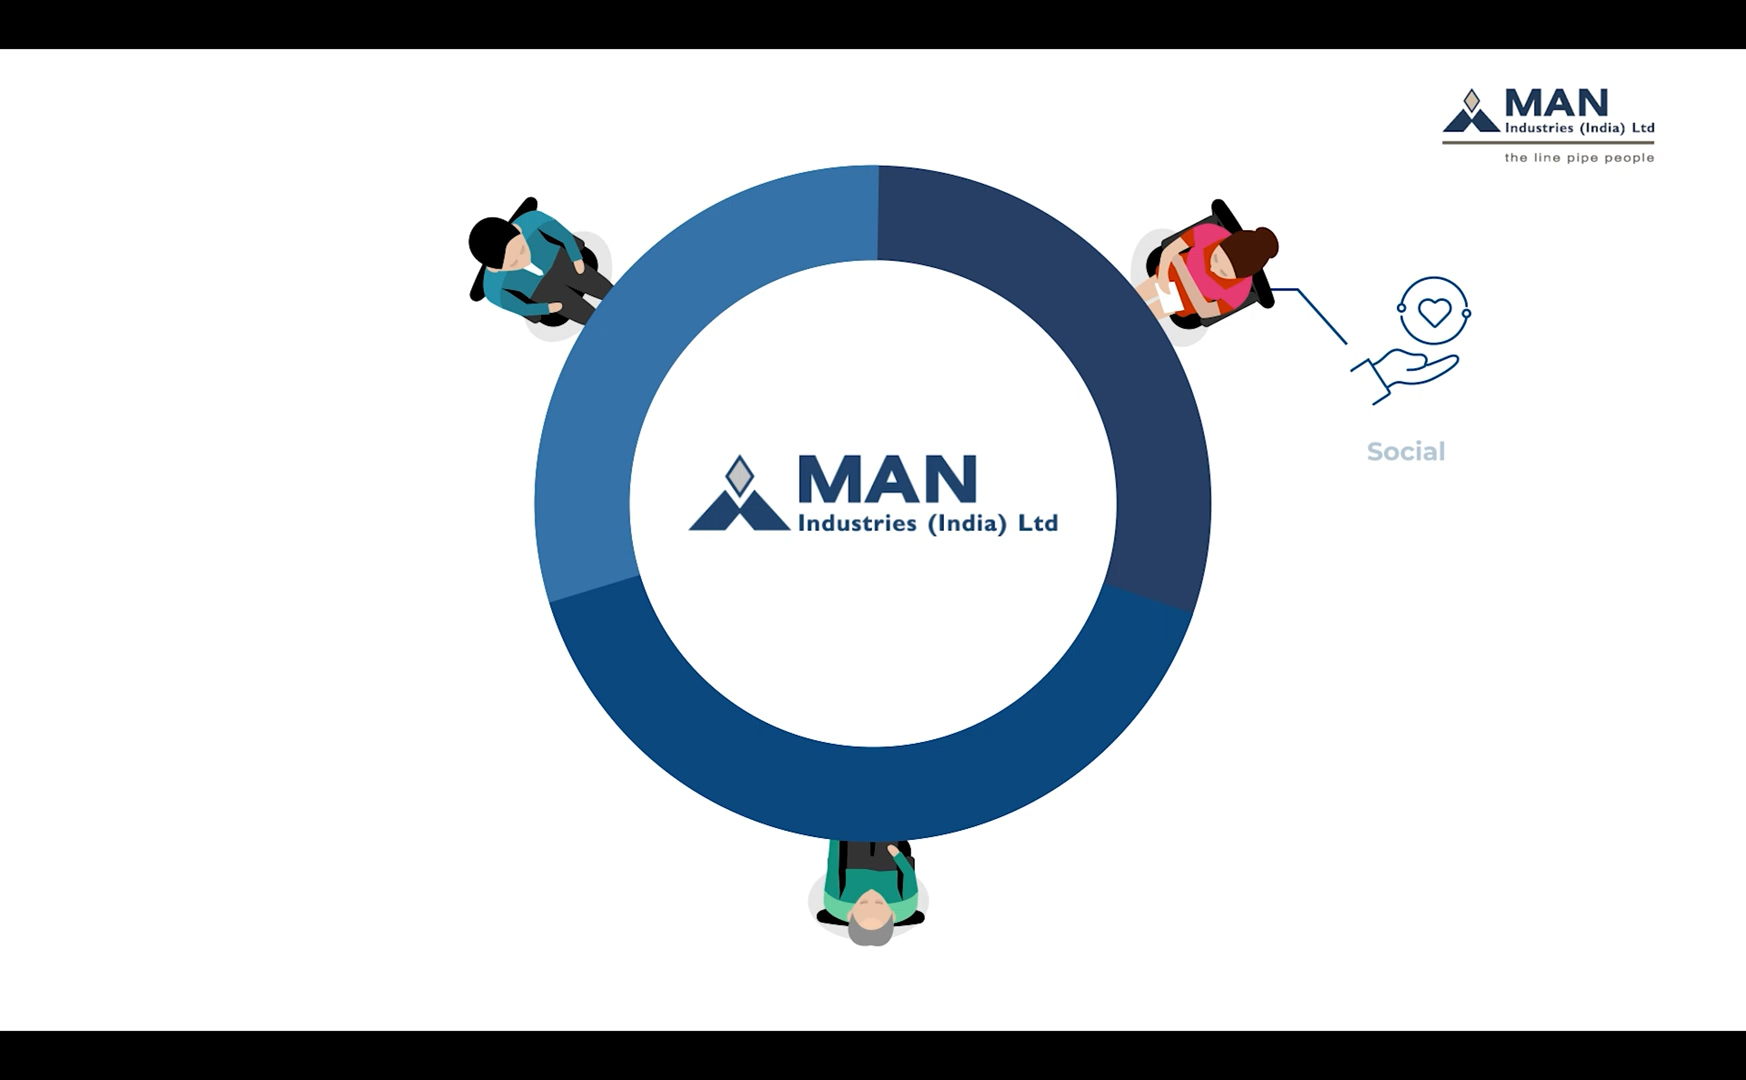 MAN
Industries (India) Ltd
the line pipe people
MAN
Industries (India) Ltd
Social